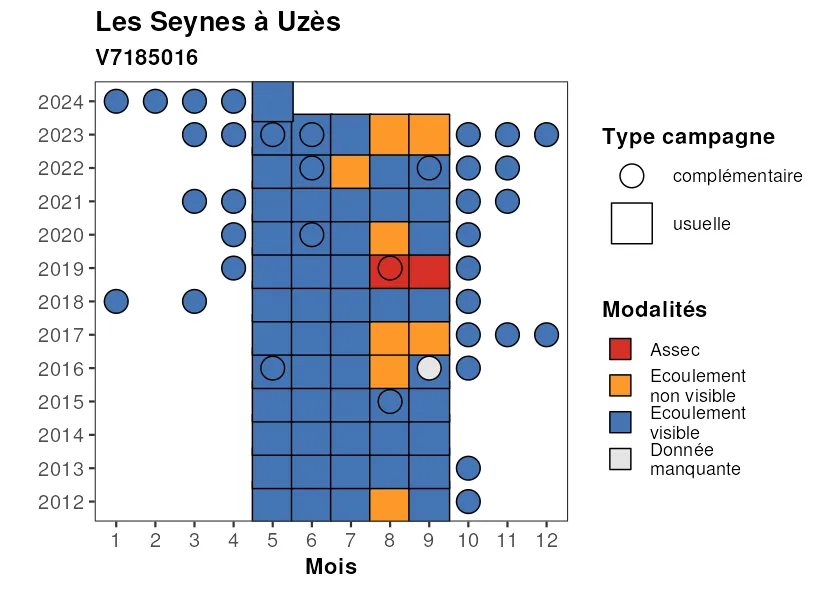 Les Seynes à Uzès
V7185016
2024
2023
2022
2021
2020
2019
2018
2017
2016
2015
2014
2013
2012
1 2 3 4 5 6 7 8 9 10 11 12
Mois
Type campagne
complémentaire
usuelle
Modalités
Assec
Ecoulement
non visible
Ecoulement
visible
Donnée
manquante